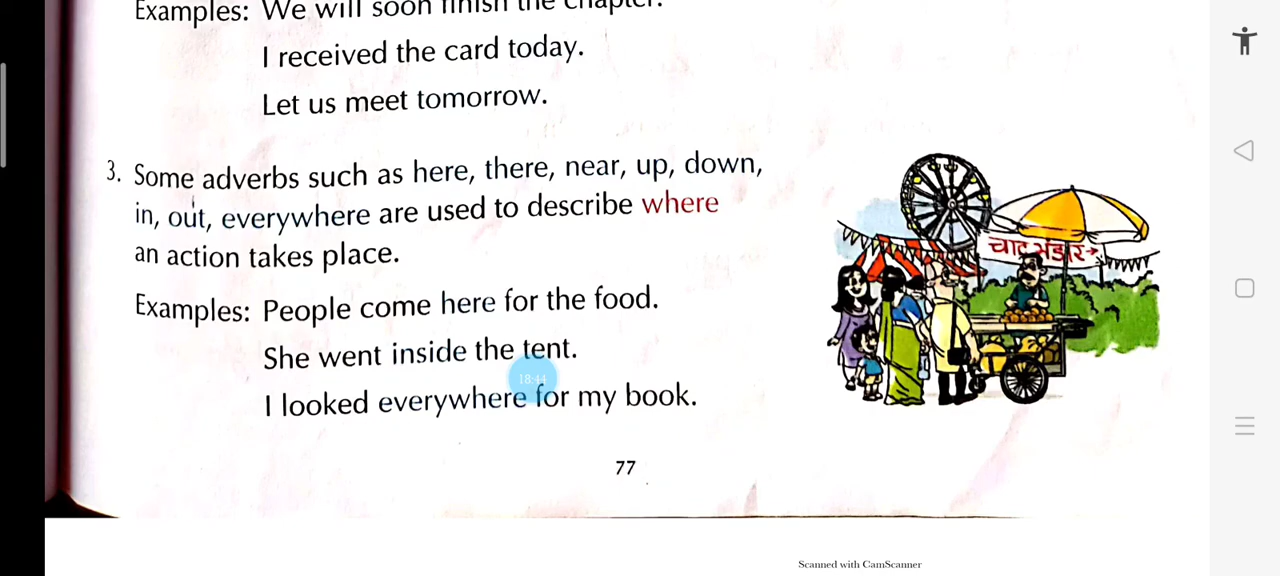 Examples: We will soon finish the chapter.
I received the card today.
Let us meet tomorrow.
3. Some adverbs such as here, there, near, up, down,
in, out, everywhere are used to describe where
an action takes place.
Examples: People come here for the food.
She went inside the tent.
I looked everywhere for my book.
चाट भंडार
18:44
77
Scanned with CamScanner